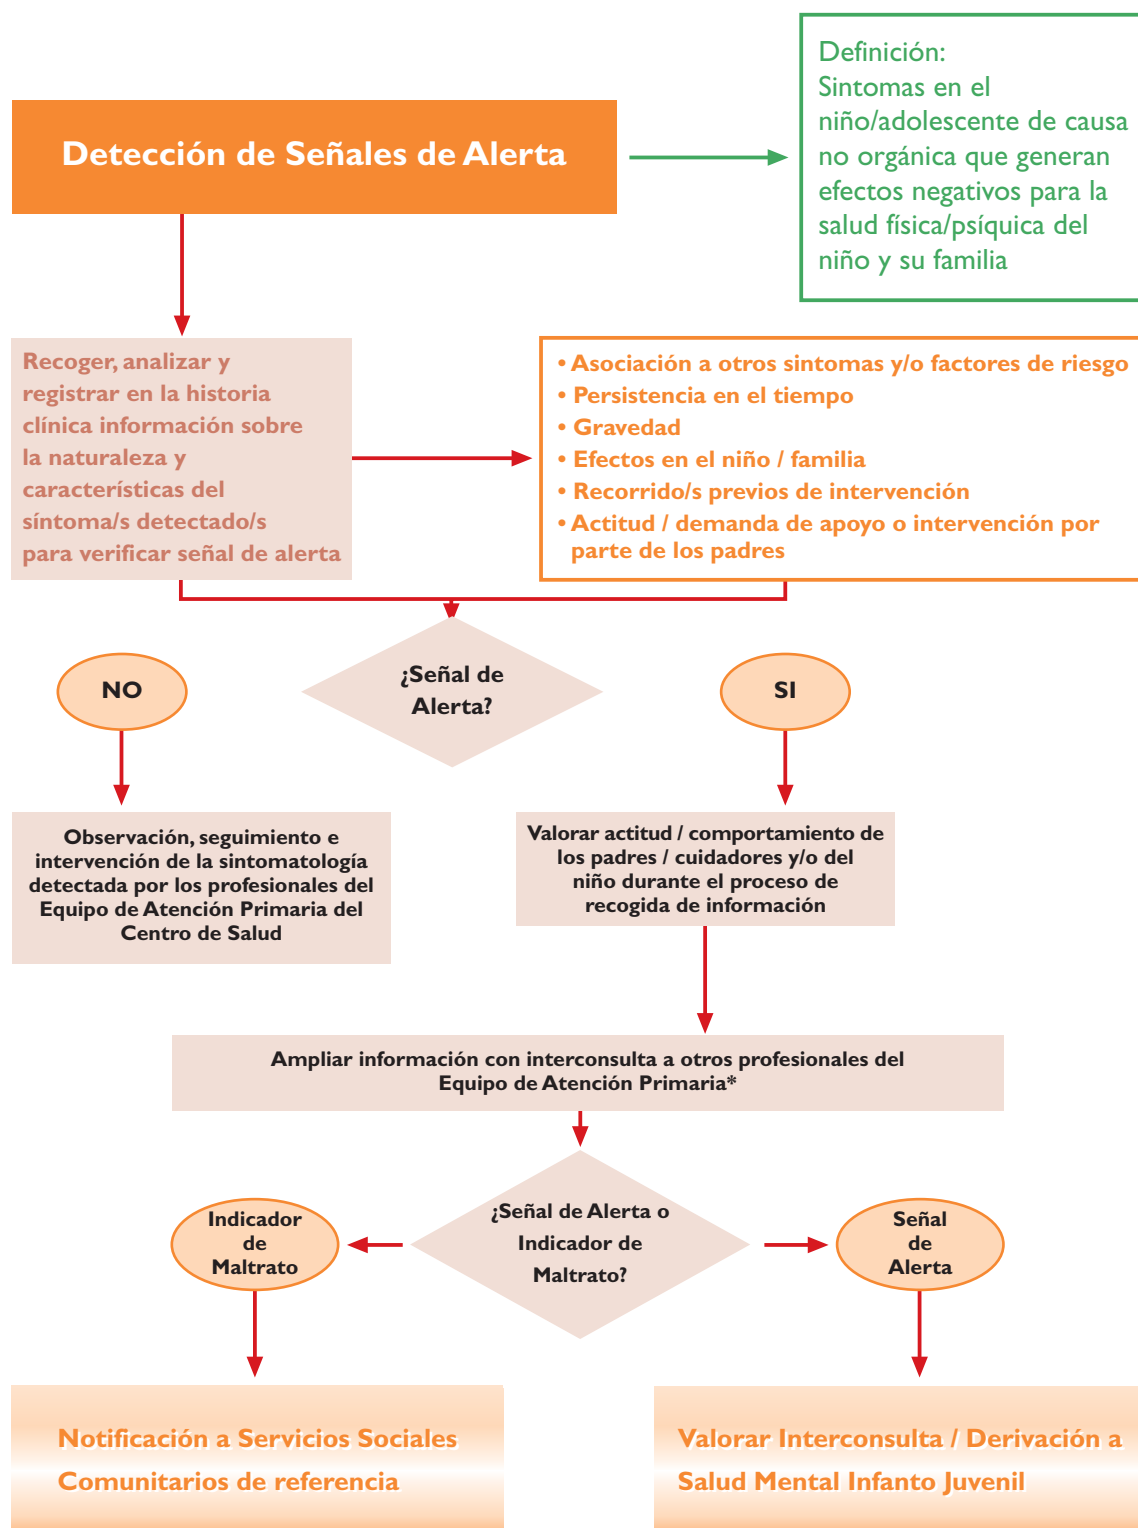 Detección de Señales de Alerta
Definición:
Sintomas en el
niño/adolescente de causa
no orgánica que generan
efectos negativos para la
salud física/psíquica del
niño y su familia
Recoger, analizar y
registrar en la historia
clínica información sobre
la naturaleza y
características del
síntoma/s detectado/s
para verificar señal de alerta
• Asociación a otros sintomas y/o factores de riesgo
• Persistencia en el tiempo
• Gravedad
• Efectos en el niño / familia
• Recorrido/s previos de intervención
• Actitud / demanda de apoyo o intervención por
parte de los padres
¿Señal de
Alerta?
NO
SI
Observación, seguimiento e
intervención de la sintomatología
detectada por los profesionales del
Equipo de Atención Primaria del
Centro de Salud
Valorar actitud / comportamiento de
los padres / cuidadores y/o del
niño durante el proceso de
recogida de información
Ampliar información con interconsulta a otros profesionales del
Equipo de Atención Primaria*
¿Señal de Alerta o
Indicador de
Maltrato?
Indicador
de
Maltrato
Señal
de
Alerta
Notificación a Servicios Sociales
Comunitarios de referencia
Valorar Interconsulta / Derivación a
Salud Mental Infanto Juvenil